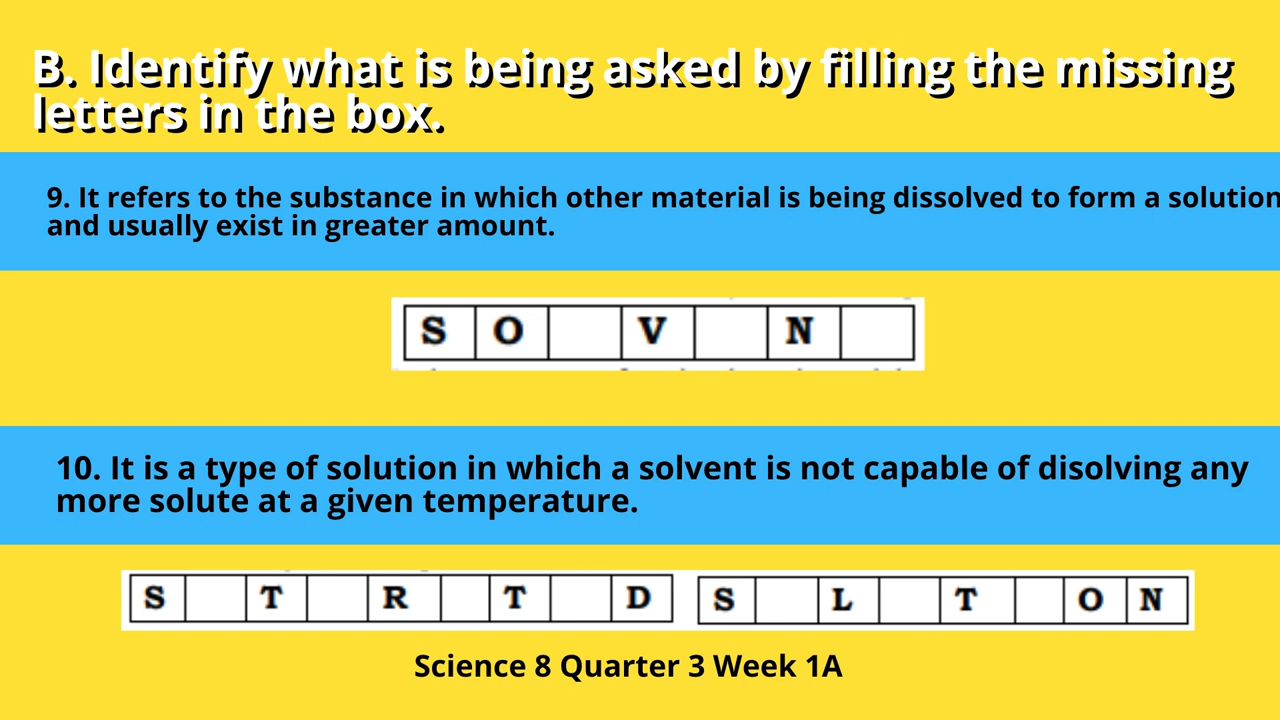 B. Identify what is being asked by filling the missing
letters in the box.
9. It refers to the substance in which other material is being dissolved to form a solution
and usually exist in greater amount.
S O V N
10. It is a type of solution in which a solvent is not capable of disolving any
more solute at a given temperature.
S T R T D S L T O N
Science 8 Quarter 3 Week 1A